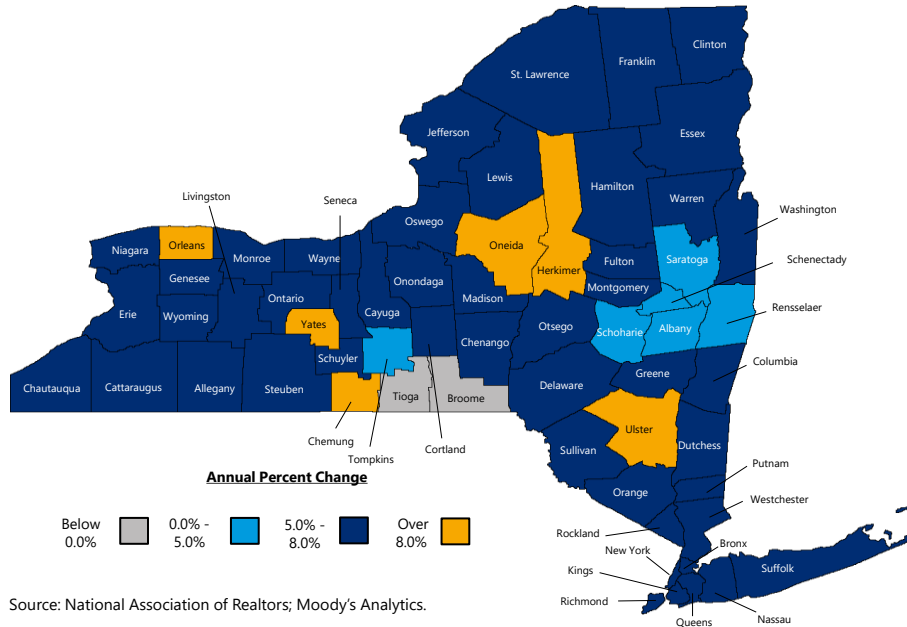 Clinton
Franklin
St. Lawrence
Essex
Jefferson
Lewis
Hamilton
Warren
Washington
Livingston
Seneca
Oswego
Oneida
Herkimer
Saratoga
Schenectady
Niagara
Orleans
Monroe
Wayne
Fulton
Genesee
Onondaga
Montgomery
Madison
Ontario
Rensselaer
Erie
Wyoming
Cayuga
Yates
Otsego
Schoharie
Albany
Chenango
Schuyler
Columbia
Greene
Chautauqua
Cattaraugus
Allegany
Steuben
Tioga
Broome
Delaware
Chemung
Tompkins
Cortland
Ulster
Sullivan
Dutchess
Putnam
Orange
Westchester
Rockland
Bronx
New York
Kings
Suffolk
Richmond
Queens
Nassau
Annual Percent Change
Below
0.0%
0.0% -
5.0%
5.0% -
8.0%
Over
8.0%
Source: National Association of Realtors; Moody's Analytics.